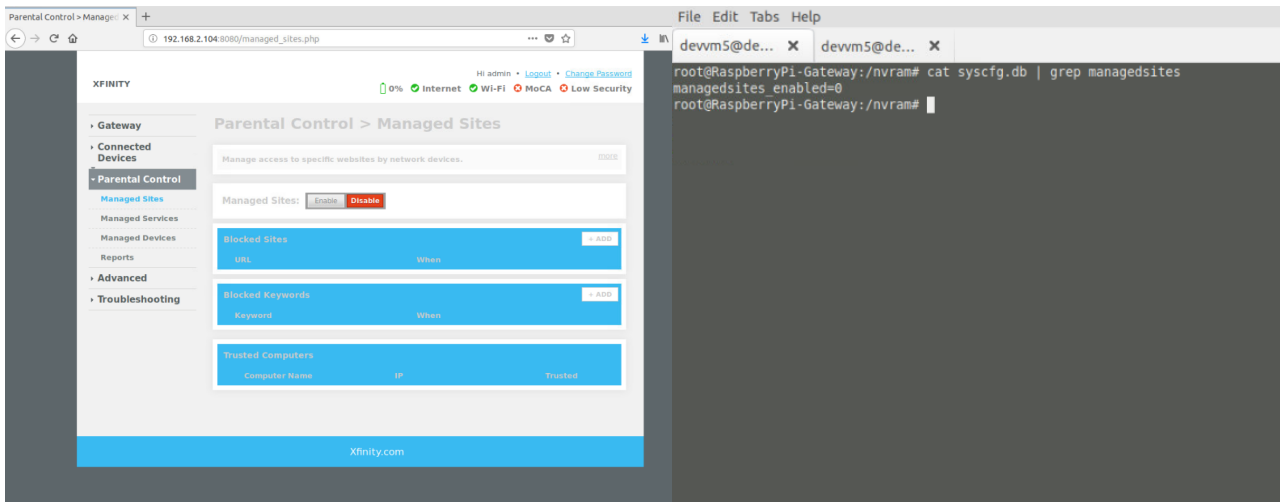 Parental Control > Managed
192.168.2.104:8080/managed_sites.php
XFINITY
Hi admin • Logout • Change Password
0% Internet Wi-Fi MoCA Low Security
Gateway
Connected
Devices
Parental Control
Managed Sites
Managed Services
Managed Devices
Reports
Advanced
Troubleshooting
Parental Control > Managed Sites
Manage access to specific websites by network devices.
more
Managed Sites: Enable Disable
Blocked Sites
+ ADD
URL When
Blocked Keywords
+ ADD
Keyword When
Trusted Computers
Computer Name IP Trusted
Xfinity.com
File Edit Tabs Help
devvm5@de... devvm5@de...
root@RaspberryPi-Gateway:/nvram# cat syscfg.db | grep managedsites
managedsites_enabled=0
root@RaspberryPi-Gateway:/nvram#